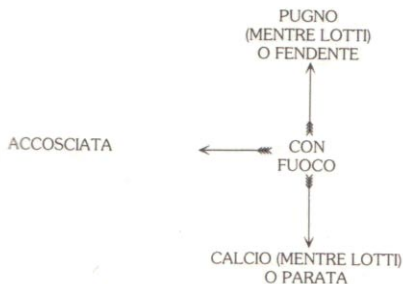 PUGNO
(MENTRE LOTTI)
O FENDENTE
ACCOSCIATA
CON
FUOCO
CALCIO (MENTRE LOTTI)
O PARATA